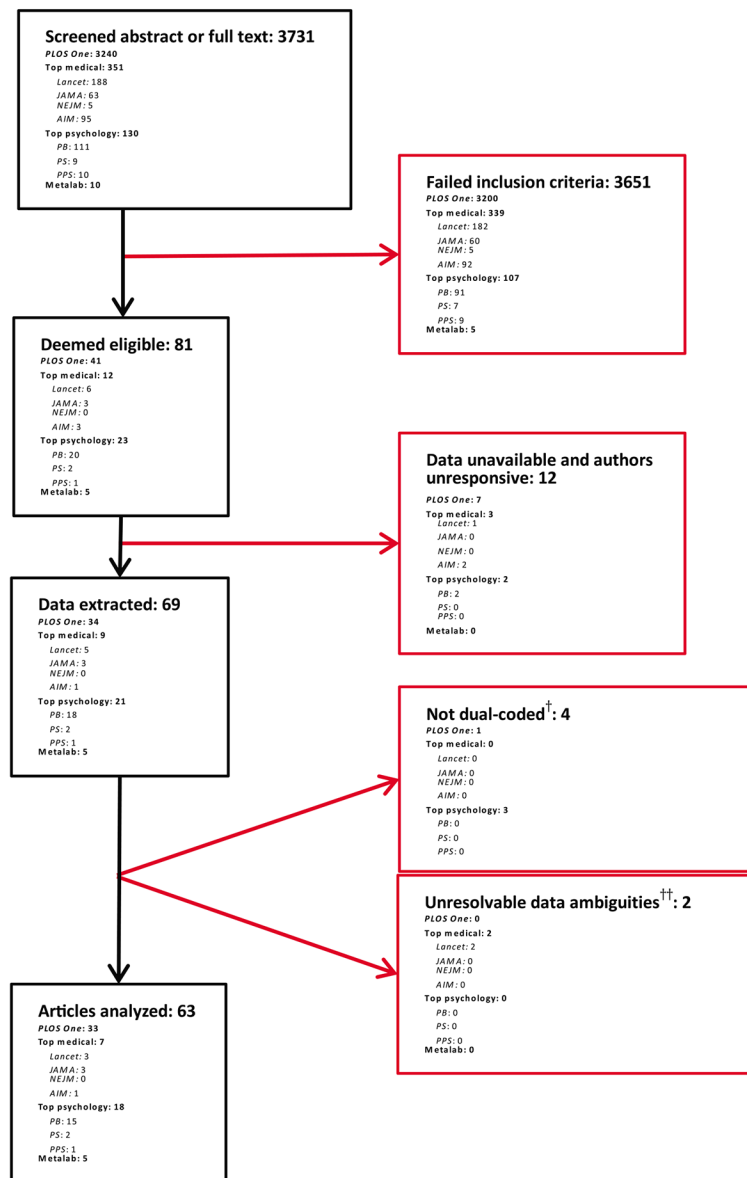 Screened abstract or full text: 3731
PLOS One: 3240
Top medical: 351
Lancet: 188
JAMA: 63
NEJM: 5
AIM: 95
Top psychology: 130
PB: 111
PS: 9
PPS: 10
Metalab: 10
Failed inclusion criteria: 3651
PLOS One: 3200
Top medical: 339
Lancet: 182
JAMA: 60
NEJM: 5
AIM: 92
Top psychology: 107
PB: 91
PS: 7
PPS: 9
Metalab: 5
Deemed eligible: 81
PLOS One: 41
Top medical: 12
Lancet: 6
JAMA: 3
NEJM: 0
AIM: 3
Top psychology: 23
PB: 20
PS: 2
PPS: 1
Metalab: 5
Data unavailable and authors
unresponsive: 12
PLOS One: 7
Top medical: 3
Lancet: 1
JAMA: 0
NEJM: 0
AIM: 2
Top psychology: 2
PB: 2
PS: 0
PPS: 0
Metalab: 0
Data extracted: 69
PLOS One: 34
Top medical: 9
Lancet: 5
JAMA: 3
NEJM: 0
AIM: 1
Top psychology: 21
PB: 18
PS: 2
PPS: 1
Metalab: 5
Not dual-coded†: 4
PLOS One: 1
Top medical: 0
Lancet: 0
JAMA: 0
NEJM: 0
AIM: 0
Top psychology: 3
PB: 0
PS: 0
PPS: 0
Unresolvable data ambiguities††: 2
PLOS One: 0
Top medical: 2
Lancet: 2
JAMA: 0
NEJM: 0
AIM: 0
Top psychology: 0
PB: 0
PS: 0
PPS: 0
Metalab: 0
Articles analyzed: 63
PLOS One: 33
Top medical: 7
Lancet: 3
JAMA: 3
NEJM: 0
AIM: 1
Top psychology: 18
PB: 15
PS: 2
PPS: 1
Metalab: 5